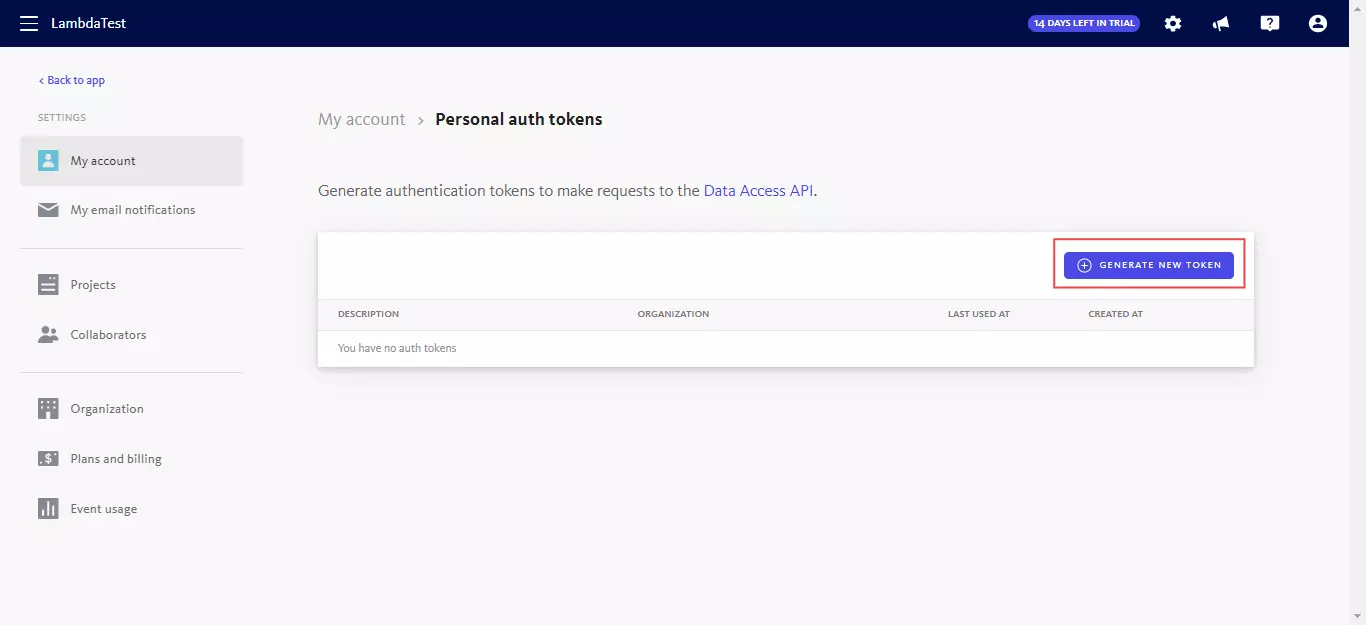 LambdaTest
14 DAYS LEFT IN TRIAL
?
‹ Back to app
SETTINGS
My account
My email notifications
Projects
Collaborators
Organization
$ Plans and billing
Event usage
My account › Personal auth tokens
Generate authentication tokens to make requests to the Data Access API.
GENERATE NEW TOKEN
DESCRIPTION ORGANIZATION LAST USED AT CREATED AT
You have no auth tokens